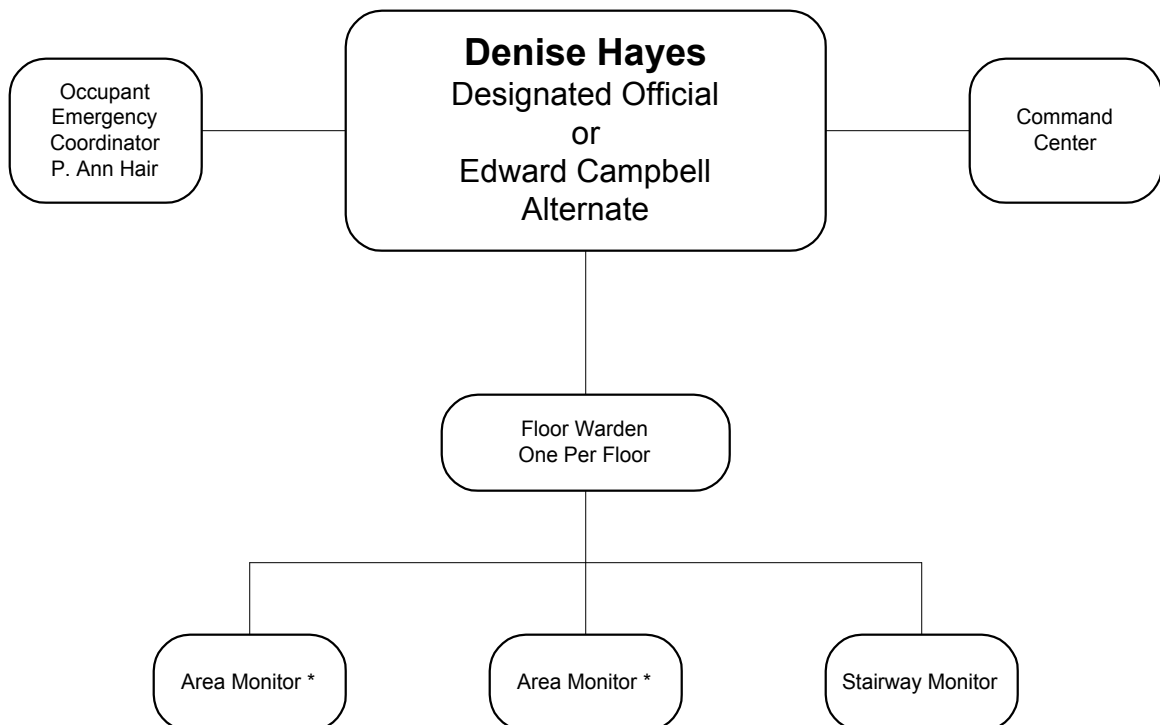 Denise Hayes
Designated Official
or
Edward Campbell
Alternate
Occupant
Emergency
Coordinator
P. Ann Hair
Command
Center
Floor Warden
One Per Floor
Area Monitor *
Area Monitor *
Stairway Monitor